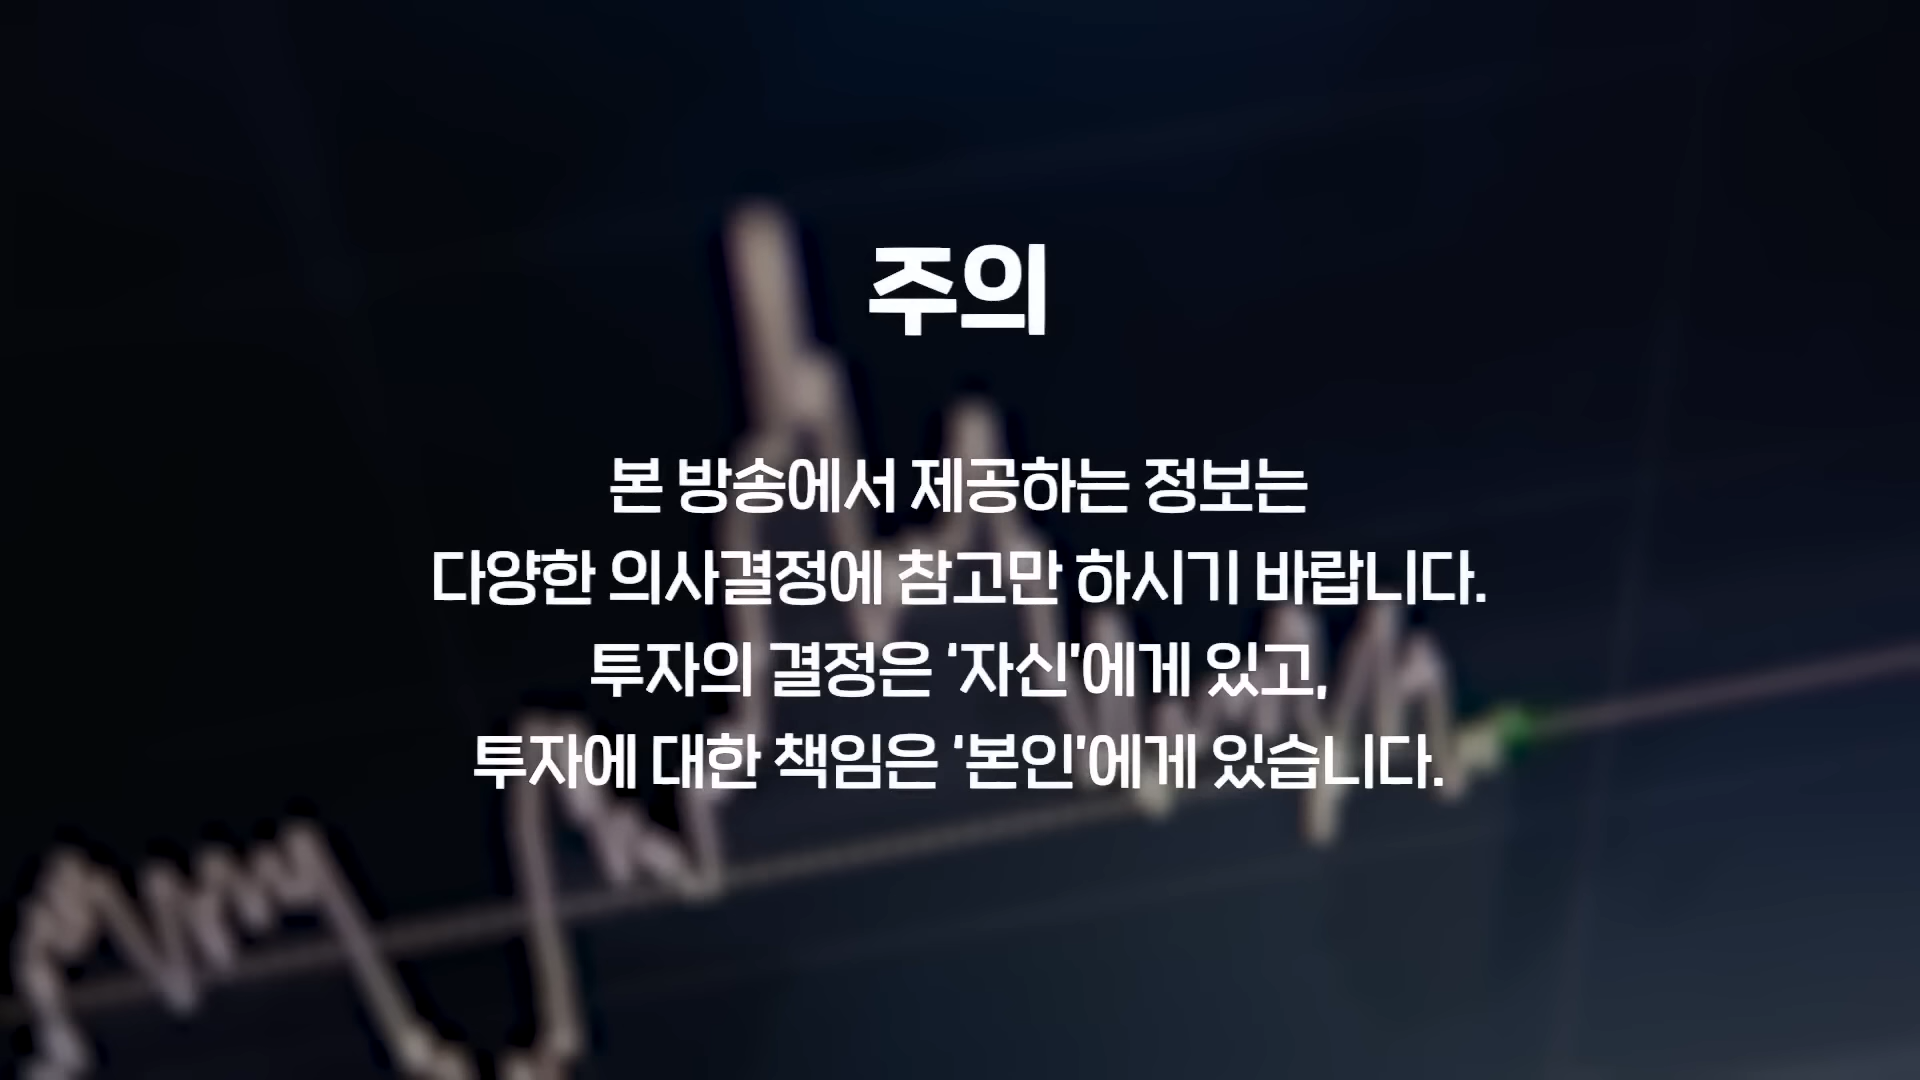 주의
본 방송에서 제공하는 정보는
다양한 의사결정에 참고만 하시기 바랍니다.
투자의 결정은 ‘자신’에게 있고,
투자에 대한 책임은 ‘본인’에게 있습니다.